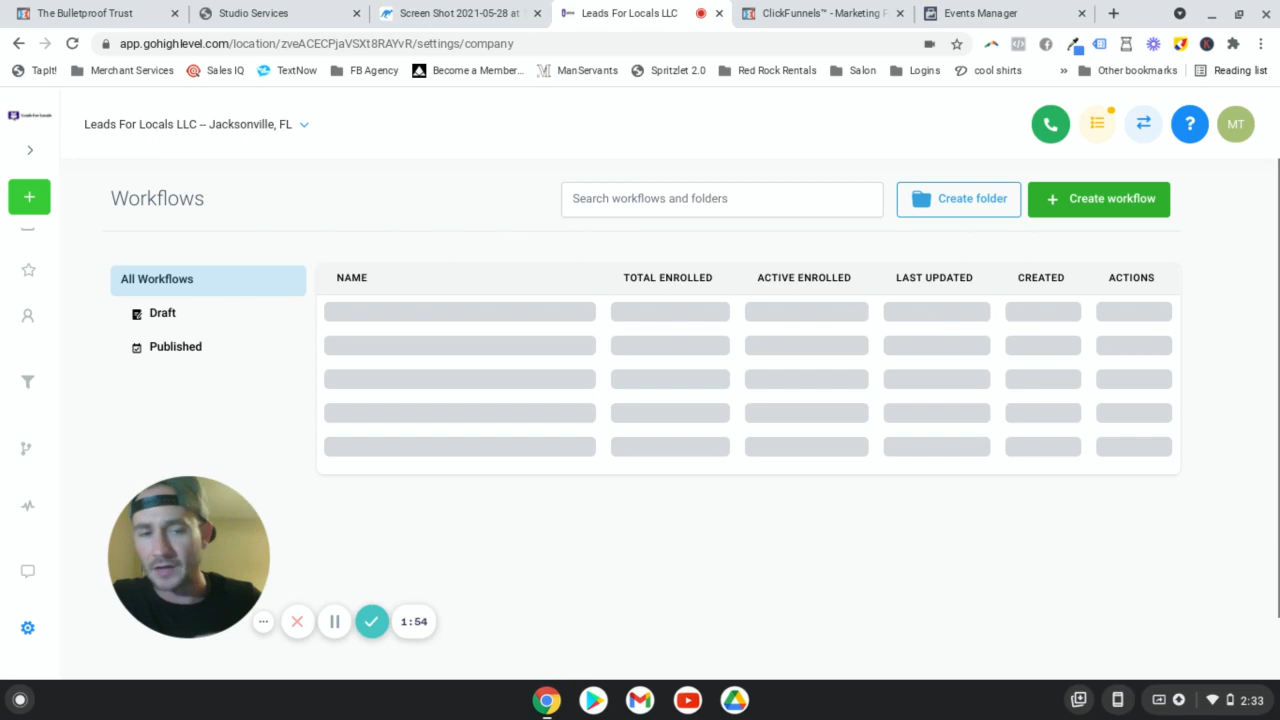 The Bulletproof Trust
Studio Services
Screen Shot 2021-05-28 at
Leads For Locals LLC
ClickFunnels™ - Marketing F
Events Manager
app.gohighlevel.com/location/zveACECPjaVSXt8RAYvR/settings/company
TapIt!
Merchant Services
Sales IQ
TextNow
FB Agency
Become a Member...
ManServants
Spritzlet 2.0
Red Rock Rentals
Salon
Logins
cool shirts
»
Other bookmarks
Reading list
Leads For Locals
Leads For Locals LLC – Jacksonville, FL
?
MT
Workflows
Search workflows and folders
Create folder
+ Create workflow
All Workflows
Draft
Published
NAME TOTAL ENROLLED ACTIVE ENROLLED LAST UPDATED CREATED ACTIONS
1:54
2:33